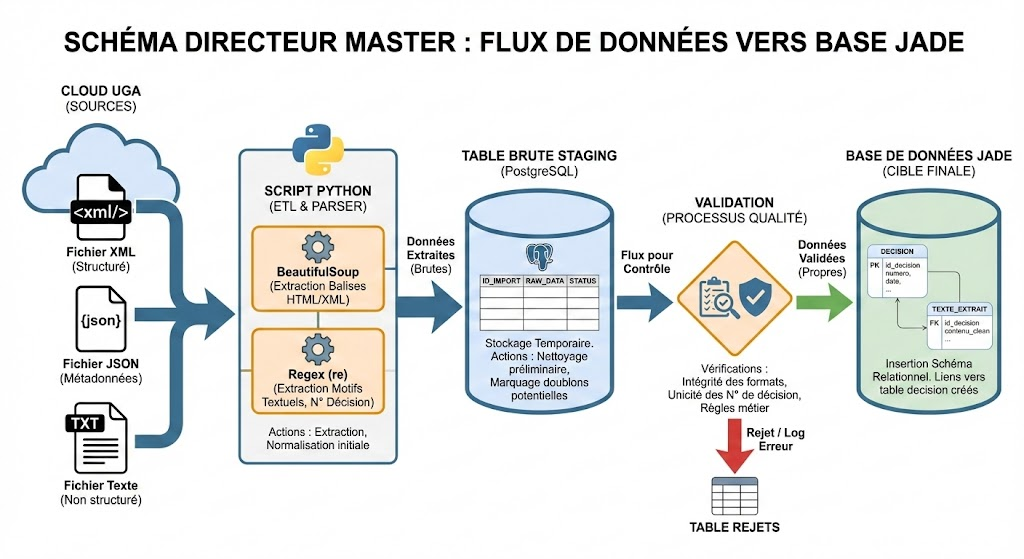 SCHÉMA DIRECTEUR MASTER : FLUX DE DONNÉES VERS BASE JADE
CLOUD UGA
(SOURCES)
<xml/>
Fichier XML
(Structuré)
{json}
Fichier JSON
(Métadonnées)
TXT
Fichier Texte
(Non structuré)
SCRIPT PYTHON
(ETL & PARSER)
BeautifulSoup
(Extraction Balises
HTML/XML)
Regex (re)
(Extraction Motifs
Textuels, N° Décision)
Actions : Extraction,
Normalisation initiale
Données
Extraites
(Brutes)
TABLE BRUTE STAGING
(PostgreSQL)
ID_IMPORT RAW_DATA STATUS
Stockage Temporaire.
Actions : Nettoyage
préliminaire,
Marquage doublons
potentielles
Flux pour
Contrôle
VALIDATION
(PROCESSUS QUALITÉ)
Vérifications :
Intégrité des formats,
Unicité des N° de décision,
Règles métier
Rejet / Log
Erreur
TABLE REJETS
Données
Validées
(Propres)
BASE DE DONNÉES JADE
(CIBLE FINALE)
DECISION
PK id_decision
numero,
date,
...
TEXTE_EXTRAIT
FK id_decision
contenu_clean
...
Insertion Schéma
Relationnel. Liens vers
table decision créés